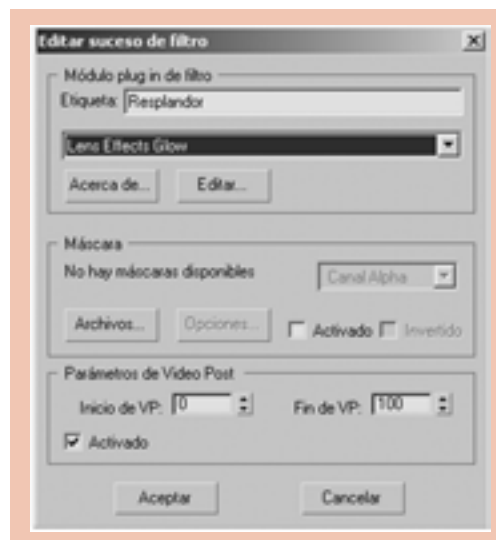 Editar suceso de filtro
Módulo plug in de filtro
Etiqueta: Resplandor
Lens Effects Glow
Acerca de... Editar...
Máscara
No hay máscaras disponibles Canal Alpha
Archivos... Opciones... Activado Invertido
Parámetros de Video Post
Inicio de VP: 0 Fin de VP: 100
Activado
Aceptar Cancelar